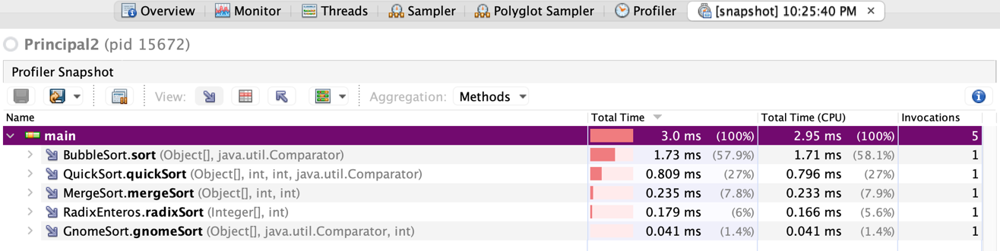 Overview Monitor Threads Sampler Polyglot Sampler Profiler [snapshot] 10:25:40 PM ×
Principal2 (pid 15672)
Profiler Snapshot
View: Aggregation: Methods i
Name Total Time Total Time (CPU) Invocations
main 3.0 ms (100%) 2.95 ms (100%) 5
BubbleSort.sort (Object[], java.util.Comparator) 1.73 ms (57.9%) 1.71 ms (58.1%) 1
QuickSort.quickSort (Object[], int, int, java.util.Comparator) 0.809 ms (27%) 0.796 ms (27%) 1
MergeSort.mergeSort (Object[], int, int) 0.235 ms (7.8%) 0.233 ms (7.9%) 1
RadixEnteros.radixSort (Integer[], int) 0.179 ms (6%) 0.166 ms (5.6%) 1
GnomeSort.gnomeSort (Object[], java.util.Comparator, int) 0.041 ms (1.4%) 0.041 ms (1.4%) 1